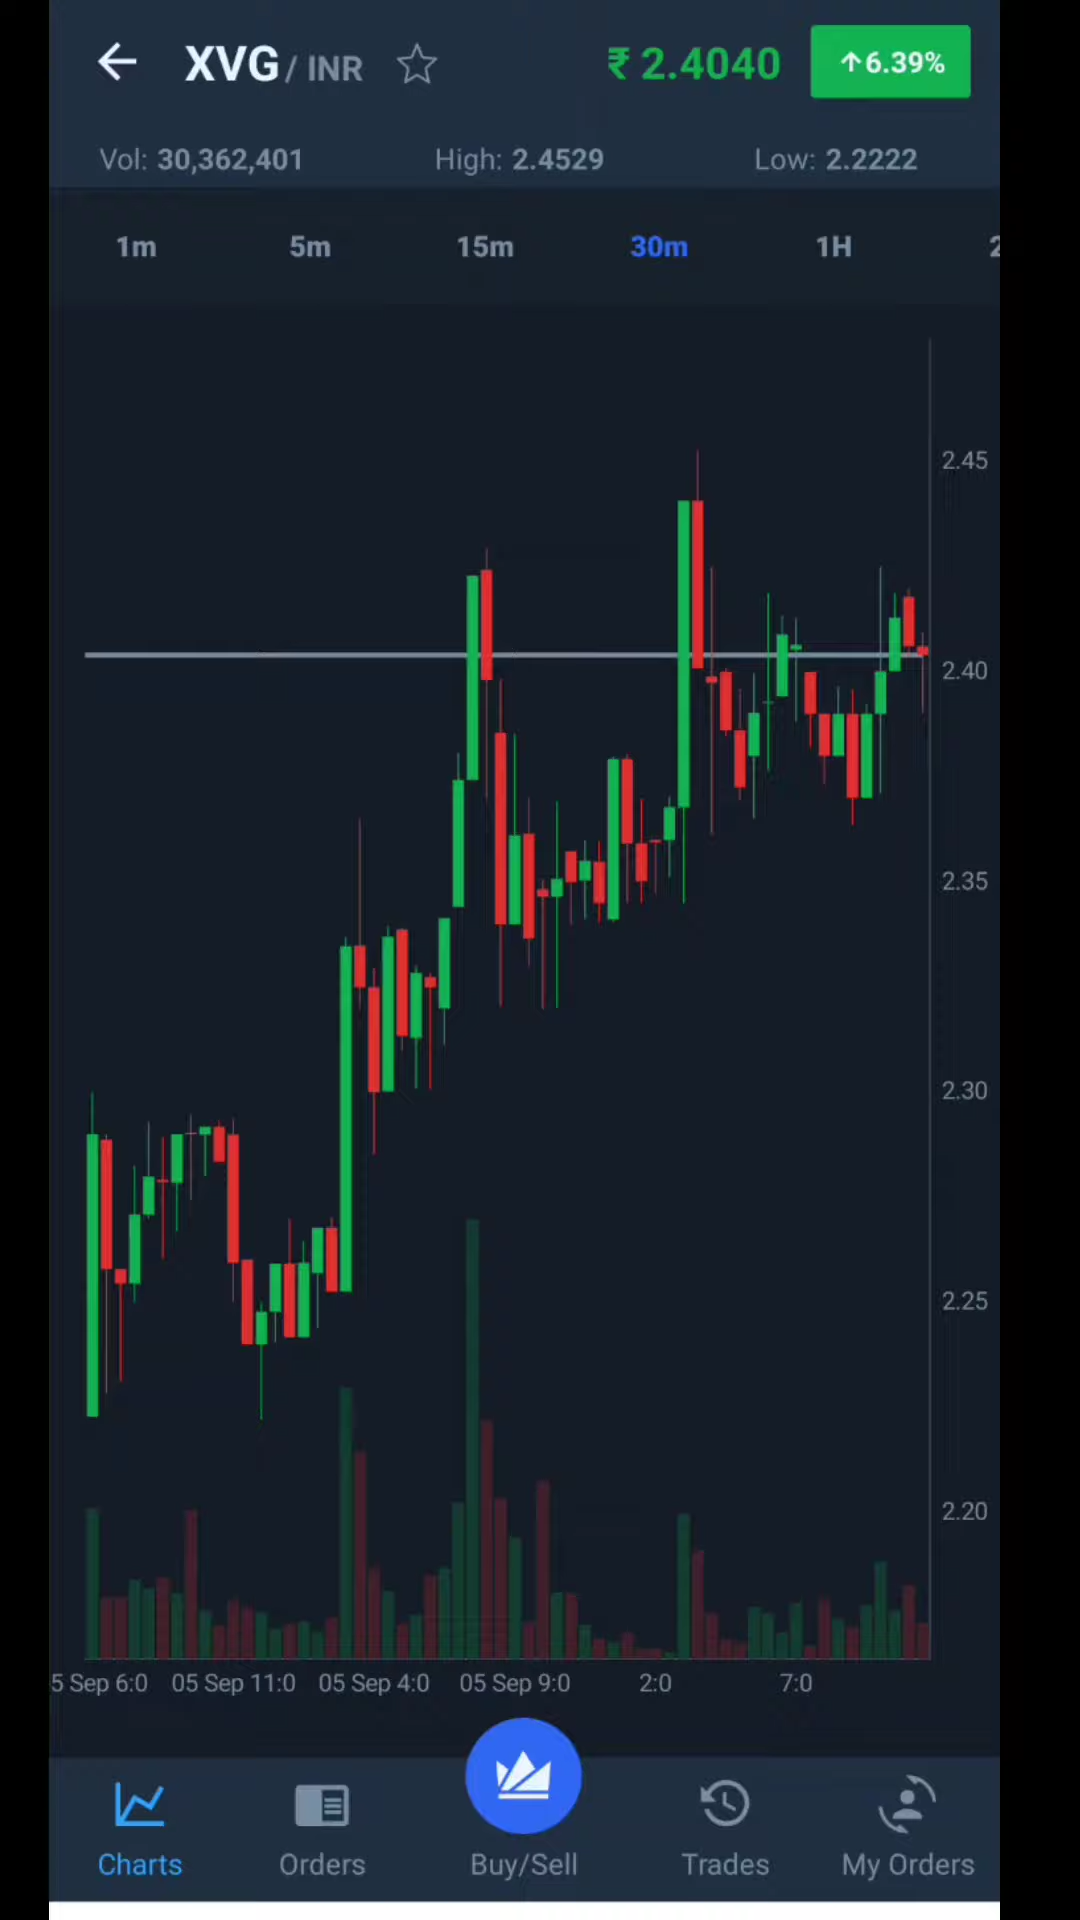 XVG / INR ₹ 2.4040 ↑6.39%
Vol: 30,362,401 High: 2.4529 Low: 2.2222
1m 5m 15m 30m 1H
2.45
2.40
2.35
2.30
2.25
2.20
5 Sep 6:0 05 Sep 11:0 05 Sep 4:0 05 Sep 9:0 2:0 7:0
Charts Orders Buy/Sell Trades My Orders